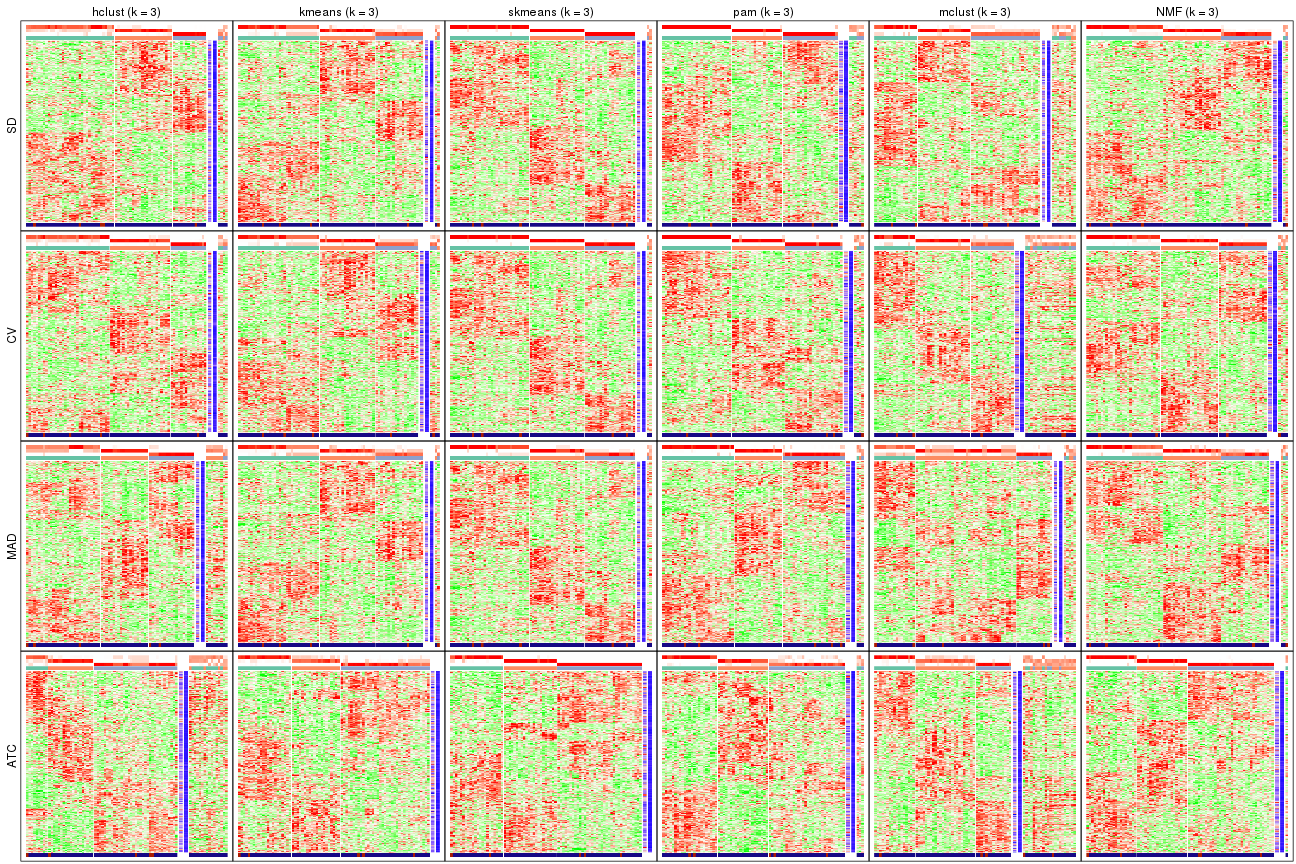 hclust (k = 3) kmeans (k = 3) skmeans (k = 3) pam (k = 3) mclust (k = 3) NMF (k = 3)
SD
CV
MAD
ATC